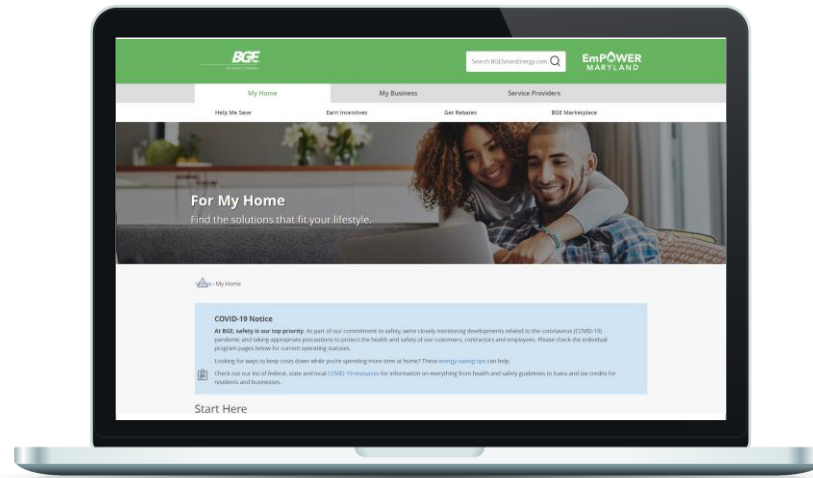 BGE
Search BGESmartEnergy.com
EmPOWER
MARYLAND
My Home
My Business
Service Providers
Help Me Save
Earn Incentives
Get Rebates
BGE Marketplace
For My Home
Find the solutions that fit your lifestyle.
› My Home
COVID-19 Notice
At BGE, safety is our top priority. As part of our commitment to safety, we're closely monitoring developments related to the coronavirus (COVID-19)
pandemic and taking appropriate precautions to protect the health and safety of our customers, contractors and employees. Please check the individual
program pages below for current operating statuses.
Looking for ways to keep costs down while you're spending more time at home? These energy-saving tips can help.
Check out our list of federal, state and local COVID-19 resources for information on everything from health and safety guidelines to loans and tax credits for
residents and businesses.
Start Here